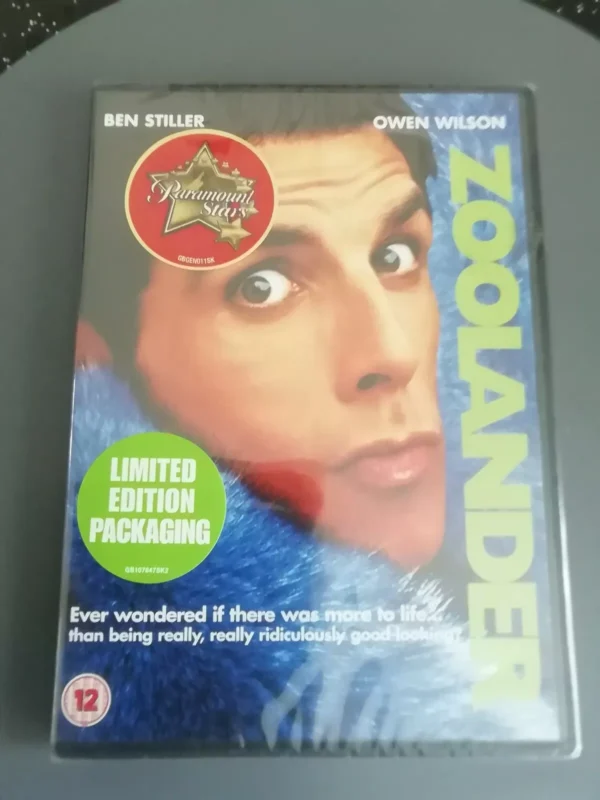 BEN STILLER
OWEN WILSON
Paramount
Stars
ZOOLANDER
LIMITED
EDITION
PACKAGING
Ever wondered if there was more to life...
than being really, really ridiculously good looking?
12